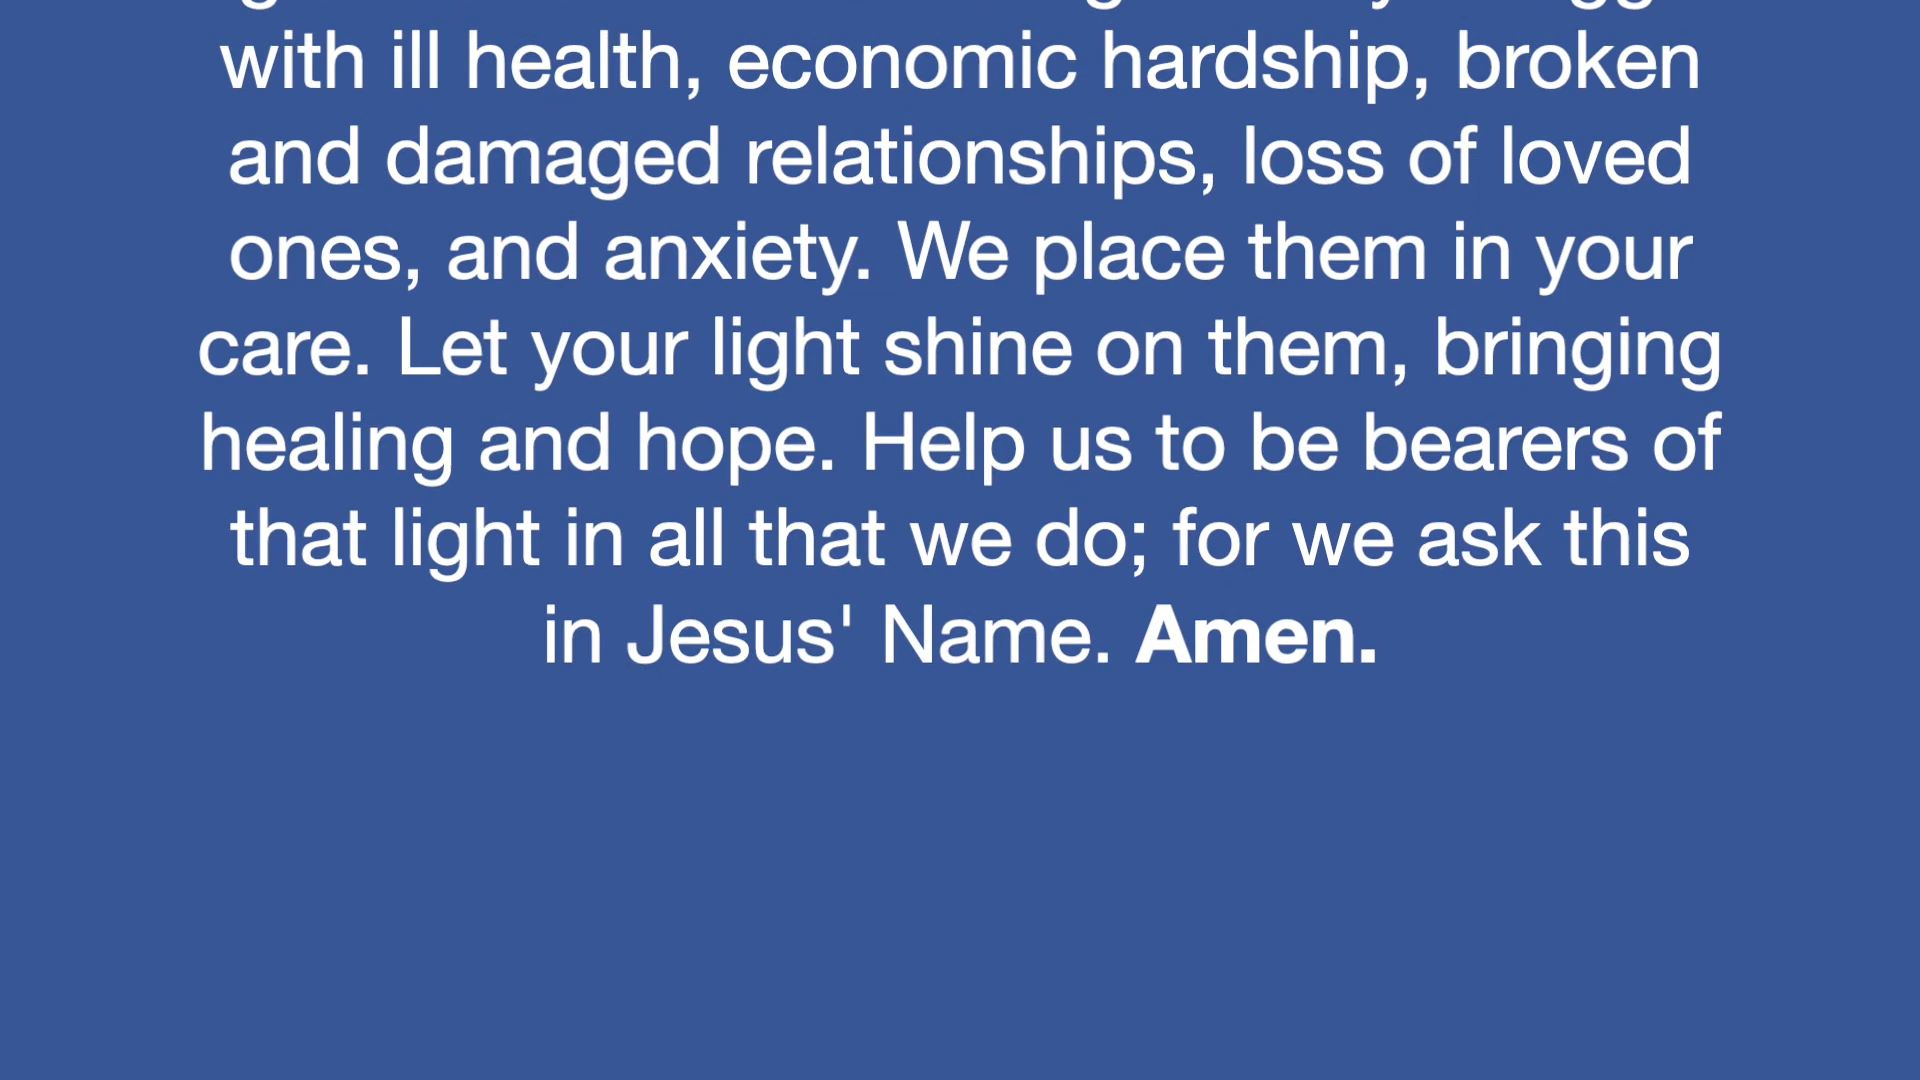 with ill health, economic hardship, broken
and damaged relationships, loss of loved
ones, and anxiety. We place them in your
care. Let your light shine on them, bringing
healing and hope. Help us to be bearers of
that light in all that we do; for we ask this
in Jesus' Name. Amen.